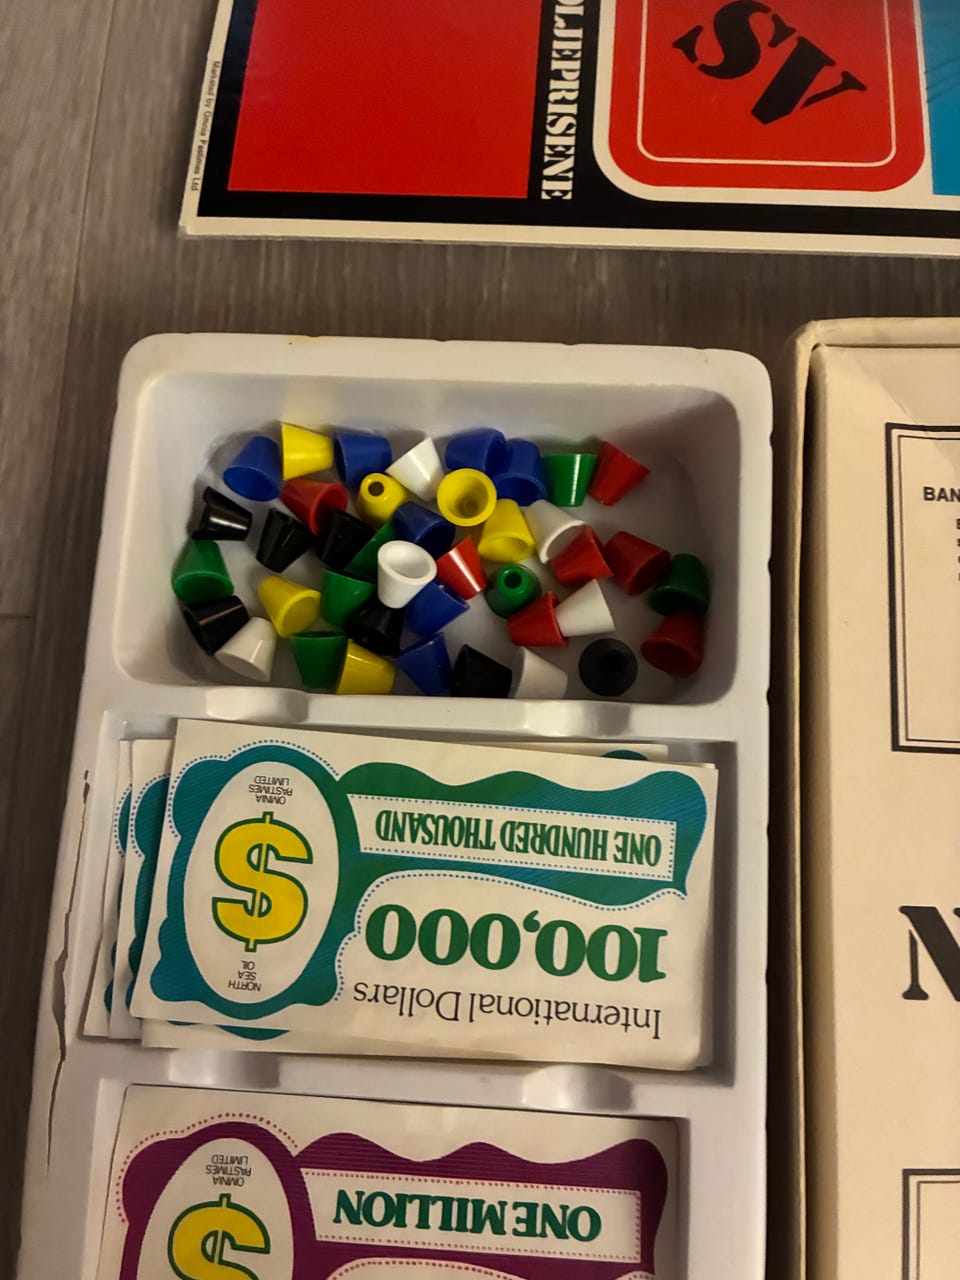 OLJEPRISENE
SV
Marketed by Omnia Pastimes Ltd
BAN
N
ONE HUNDRED THOUSAND
100,000
International Dollars
OMNIA
PASTIMES
LIMITED
$
NORTH
SEA
OIL
ONE MILLION
OMNIA
PASTIMES
LIMITED
$